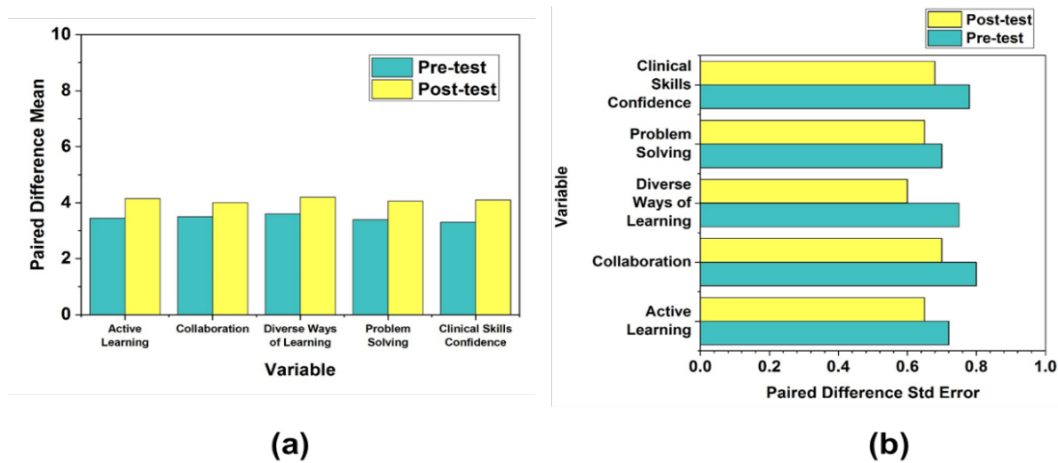 10
8
6
4
2
0
Paired Difference Mean
Pre-test
Post-test
Active
Learning
Collaboration
Diverse Ways
of Learning
Problem
Solving
Clinical Skills
Confidence
Variable
(a)
Post-test
Pre-test
Variable
Clinical
Skills
Confidence
Problem
Solving
Diverse
Ways of
Learning
Collaboration
Active
Learning
0.0 0.2 0.4 0.6 0.8 1.0
Paired Difference Std Error
(b)